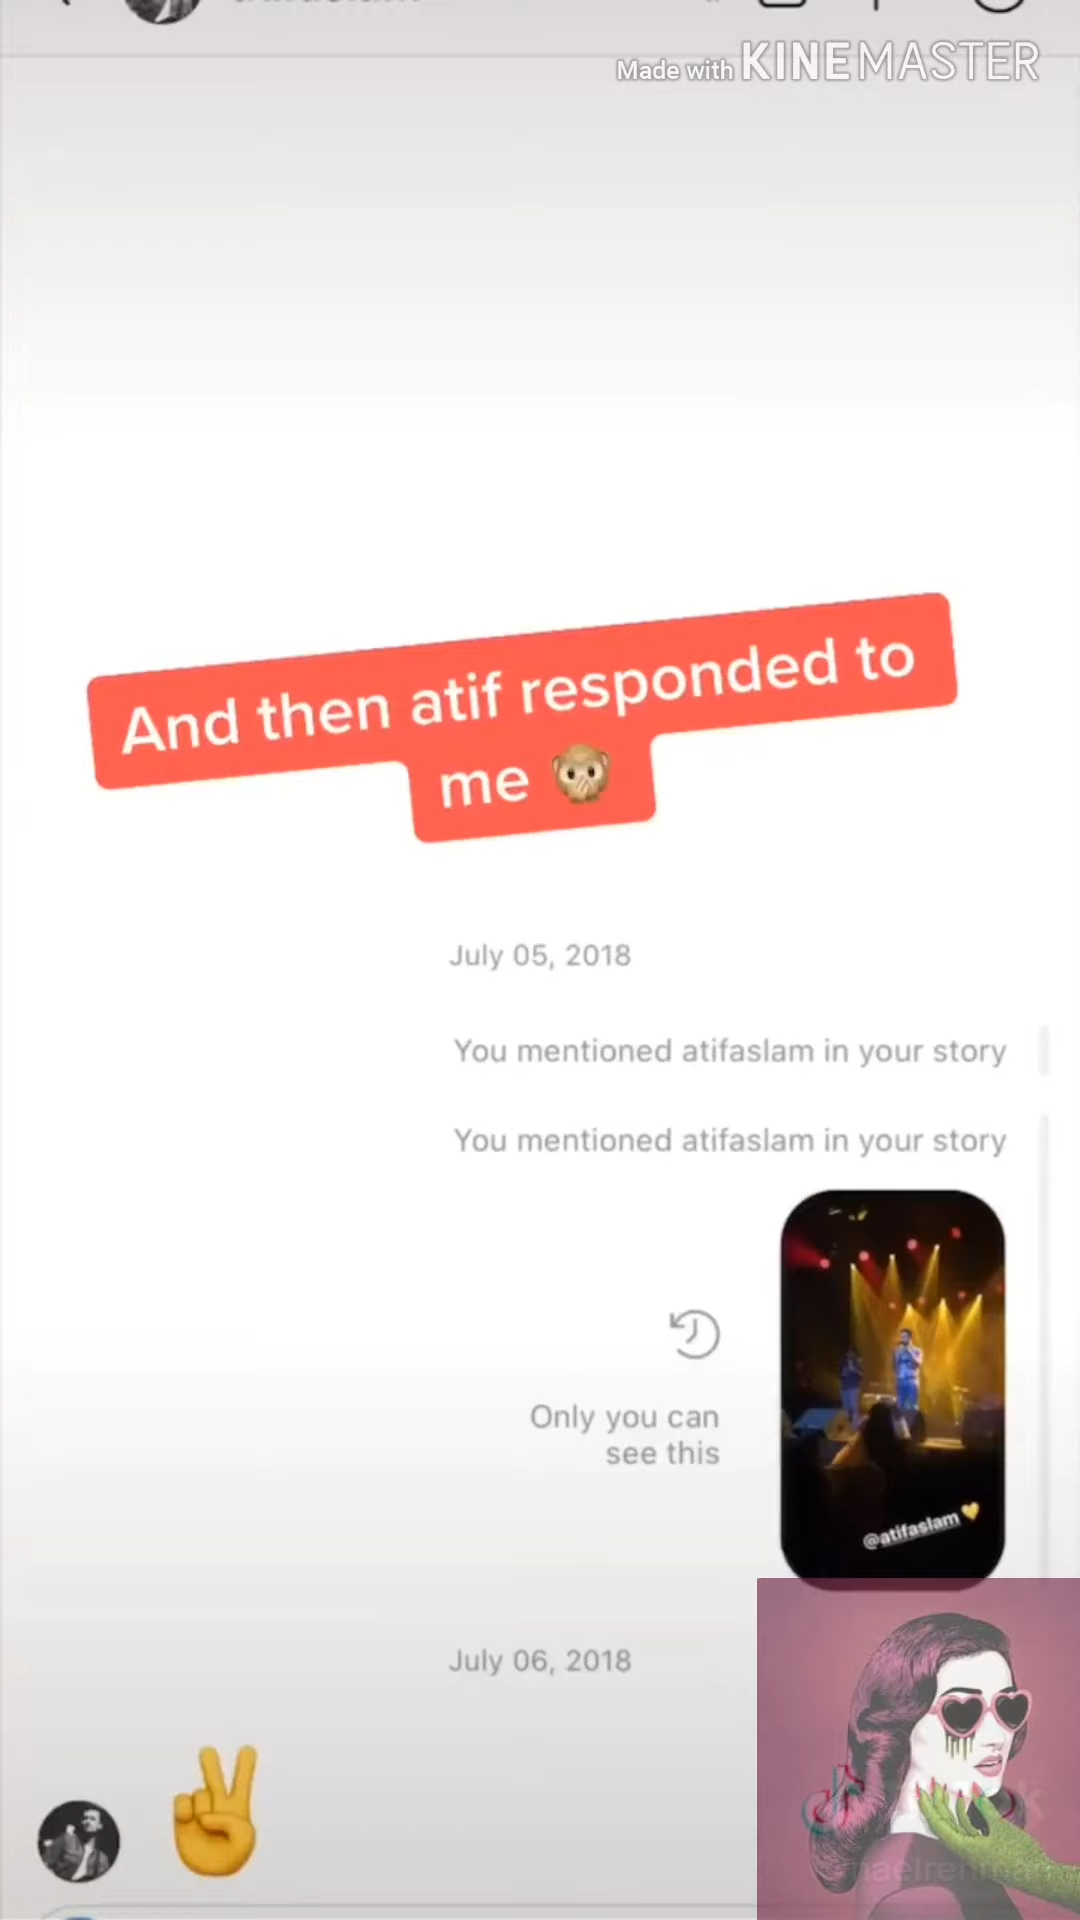 Made with KINEMASTER
And then atif responded to
me 🙊
July 05, 2018
You mentioned atifaslam in your story
You mentioned atifaslam in your story
Only you can
see this
@atifaslam💛
July 06, 2018
✌️